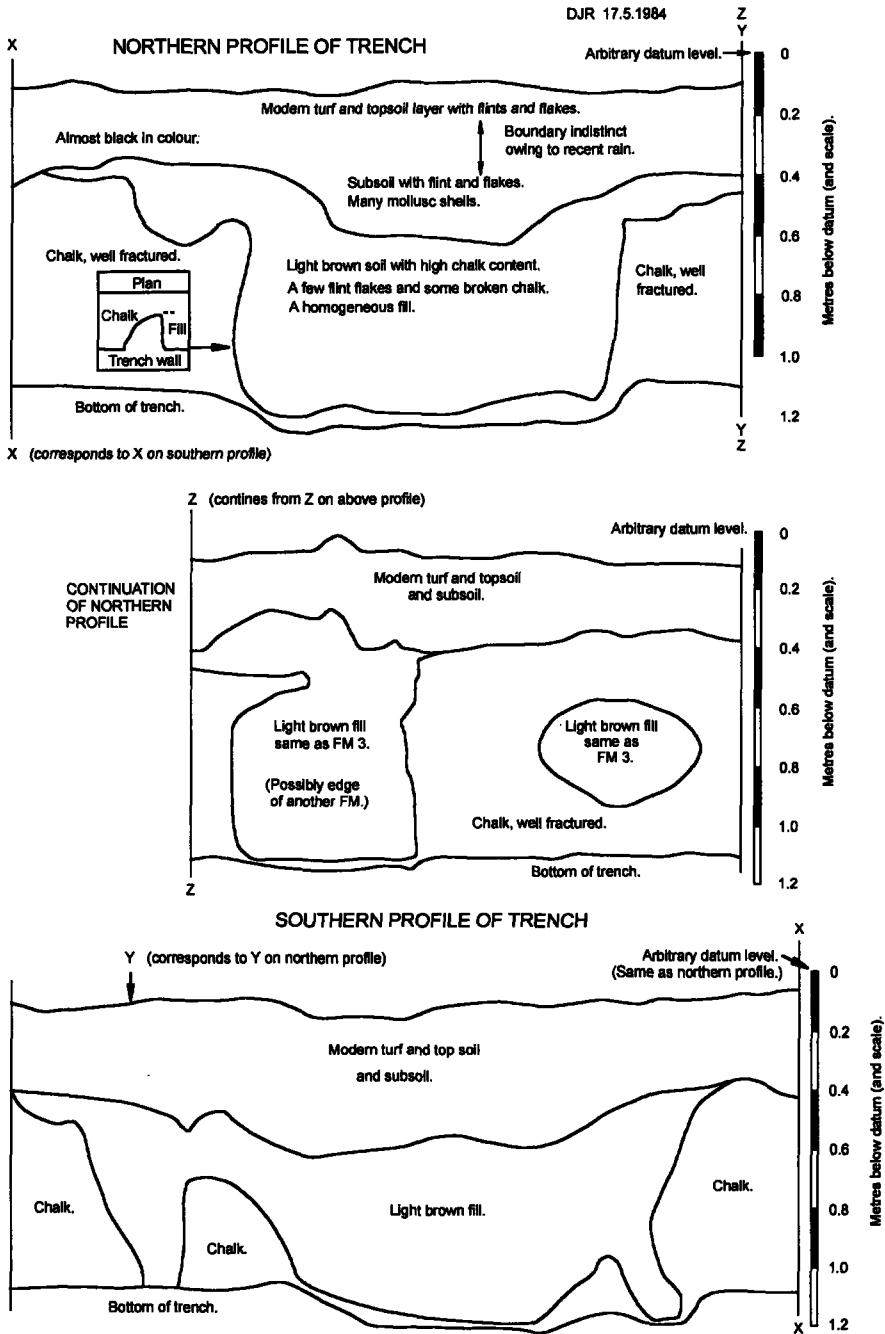 DJR 17.5.1984
X
NORTHERN PROFILE OF TRENCH
Z
Y
Arbitrary datum level.
0
Modern turf and topsoil layer with flints and flakes.
0.2
Almost black in colour.
Boundary indistinct
owing to recent rain.
Subsoil with flint and flakes.
Many mollusc shells.
0.4
Chalk, well fractured.
0.6
Light brown soil with high chalk content.
A few flint flakes and some broken chalk.
A homogeneous fill.
Chalk, well
fractured.
Plan
Chalk
Fill
Trench wall
0.8
1.0
Bottom of trench.
1.2
Metres below datum (and scale).
Y
Z
X (corresponds to X on southern profile)
Z (contines from Z on above profile)
Arbitrary datum level.
0
CONTINUATION
OF NORTHERN
PROFILE
Modern turf and topsoil
and subsoil.
0.2
0.4
0.6
Light brown fill
same as FM 3.
Light brown fill
same as
FM 3.
(Possibly edge
of another FM.)
0.8
Chalk, well fractured.
1.0
Bottom of trench.
1.2
Metres below datum (and scale).
Z
SOUTHERN PROFILE OF TRENCH
X
Y (corresponds to Y on northern profile)
Arbitrary datum level.
(Same as northern profile.)
0
0.2
Modern turf and top soil
and subsoil.
0.4
0.6
Chalk.
Light brown fill.
Chalk.
0.8
Chalk.
1.0
Bottom of trench.
1.2
X
Metres below datum (and scale).